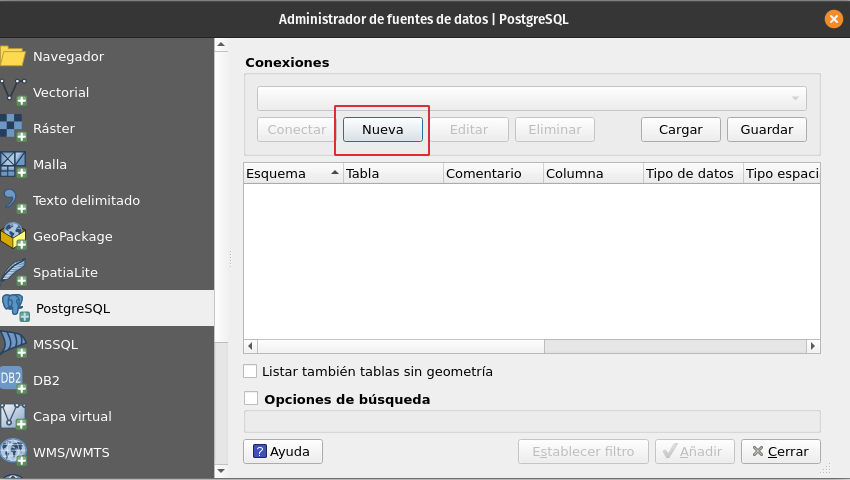 Administrador de fuentes de datos | PostgreSQL
Navegador
Vectorial
Ráster
Malla
Texto delimitado
GeoPackage
SpatiaLite
PostgreSQL
MSSQL
DB2
DB2
Capa virtual
WMS/WMTS
Conexiones
Conectar Nueva Editar Eliminar Cargar Guardar
Esquema Tabla Comentario Columna Tipo de datos Tipo espaci
Listar también tablas sin geometría
Opciones de búsqueda
? Ayuda Establecer filtro Añadir Cerrar